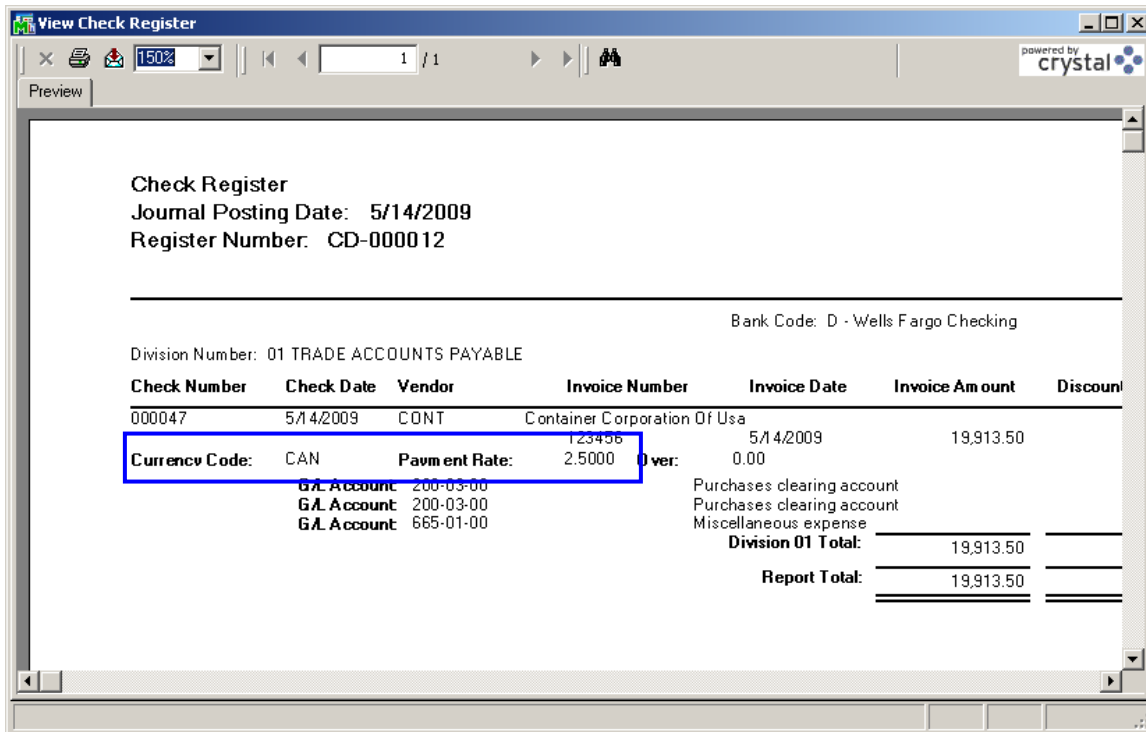 View Check Register
150% 1 / 1 powered by crystal
Preview
Check Register
Journal Posting Date: 5/14/2009
Register Number: CD-000012
Bank Code: D - Wells Fargo Checking
Division Number: 01 TRADE ACCOUNTS PAYABLE
Check Number Check Date Vendor Invoice Number Invoice Date Invoice Amount Discount
000047 5/14/2009 CONT Container Corporation Of Usa
123456 5/14/2009 19,913.50
Currency Code: CAN Payment Rate: 2.5000 Over: 0.00
G/L Account: 200-03-00 Purchases clearing account
G/L Account: 200-03-00 Purchases clearing account
G/L Account: 665-01-00 Miscellaneous expense
Division 01 Total: 19,913.50
Report Total: 19,913.50